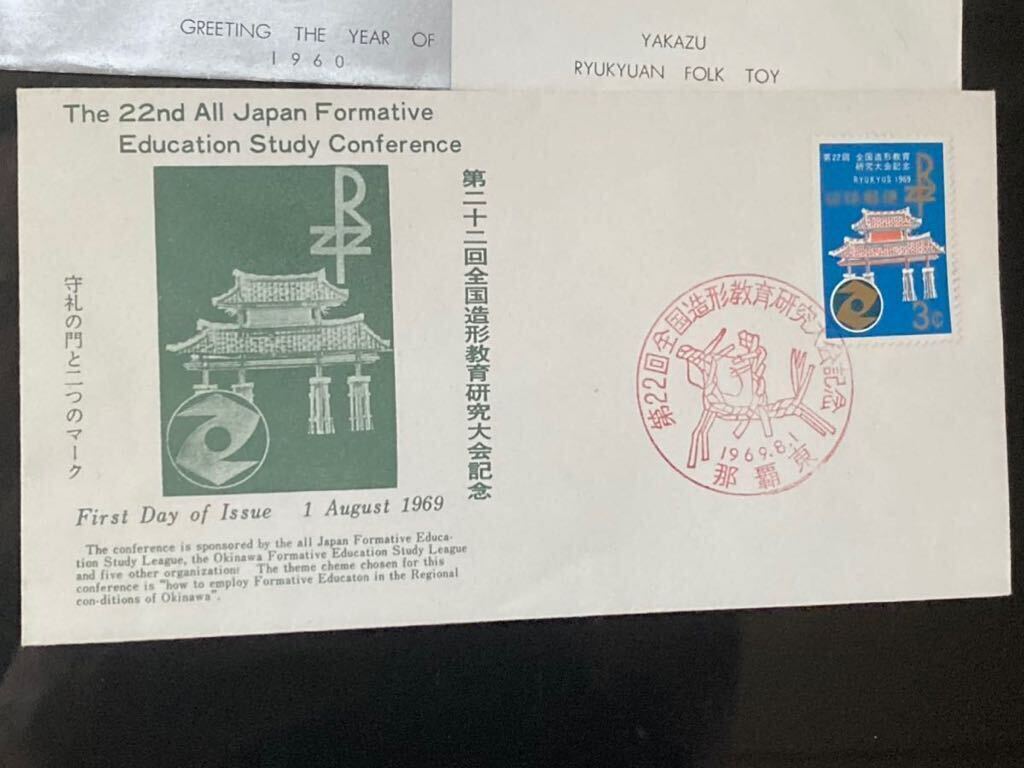 GREETING THE YEAR OF
1960
YAKAZU
RYUKYUAN FOLK TOY
The 22nd All Japan Formative
Education Study Conference
第二十二回全国造形教育研究大会記念
守礼の門と二つのマーク
First Day of Issue 1 August 1969
The conference is sponsored by the all Japan Formative Educa-
tion Study League, the Okinawa Formative Education Study League
and five other organization: The theme cheme chosen for this
conference is "how to employ Formative Educaton in the Regional
con-ditions of Okinawa".
第22回 全国造形教育
研究大会記念
RYUKYUS 1969
琉球郵便
3¢
第22回全国造形教育研究大会記念
1969.8.1
那覇東